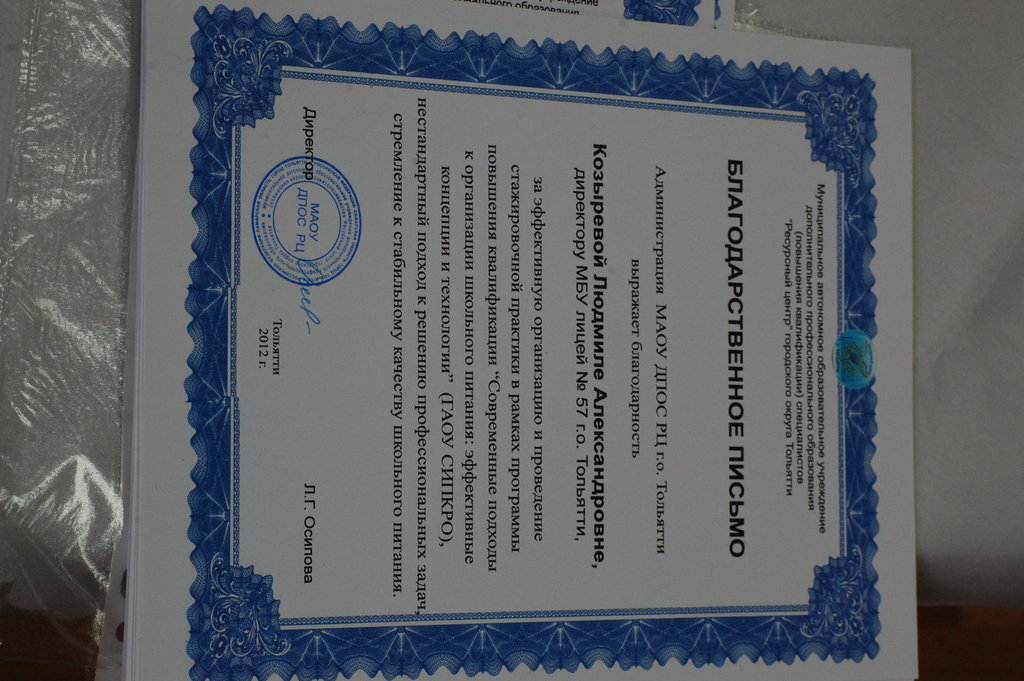 Муниципальное автономное образовательное учреждение
дополнительного профессионального образования
(повышения квалификации) специалистов
"Ресурсный центр" городского округа Тольятти
БЛАГОДАРСТВЕННОЕ ПИСЬМО
Администрация МАОУ ДПОС РЦ г.о. Тольятти
выражает благодарность
Козыревой Людмиле Александровне,
директору МБУ лицей № 57 г.о. Тольятти,
за эффективную организацию и проведение
стажировочной практики в рамках программы
повышения квалификации “Современные подходы
к организации школьного питания: эффективные
концепции и технологии” (ГАОУ СИПКРО),
нестандартный подход к решению профессиональных задач,
стремление к стабильному качеству школьного питания.
Директор
Л.Г. Осипова
МАОУ
ДПОС РЦ
Тольятти
2012 г.